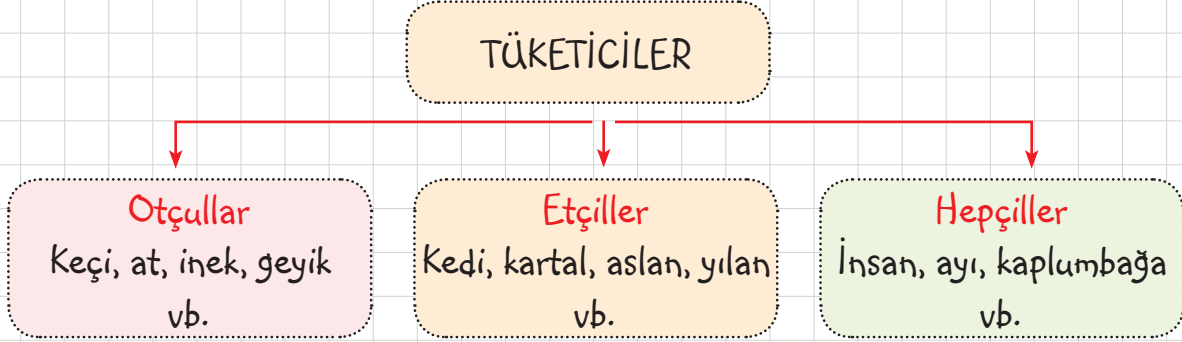 TÜKETİCİLER
Otçullar
Keçi, at, inek, geyik
vb.
Etçiller
Kedi, kartal, aslan, yılan
vb.
Hepçiller
İnsan, ayı, kaplumbağa
vb.